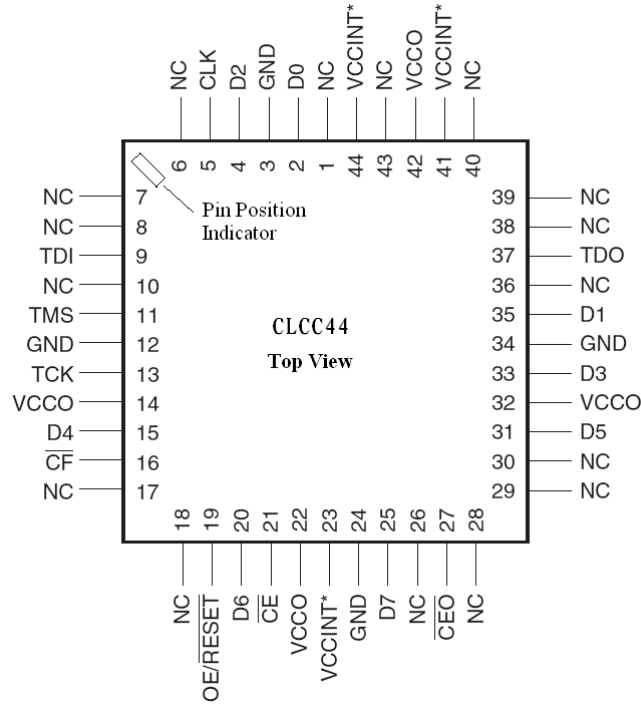 NC CLK D2 GND D0 NC VCCINT* NC VCCO VCCINT* NC
6 5 4 3 2 1 44 43 42 41 40
NC 7
NC 8
TDI 9
NC 10
TMS 11
GND 12
TCK 13
VCCO 14
D4 15
CF 16
NC 17
Pin Position
Indicator
CLCC44
Top View
39 NC
38 NC
37 TDO
36 NC
35 D1
34 GND
33 D3
32 VCCO
31 D5
30 NC
29 NC
18 19 20 21 22 23 24 25 26 27 28
NC OE/RESET D6 CE VCCO VCCINT* GND D7 NC CEO NC